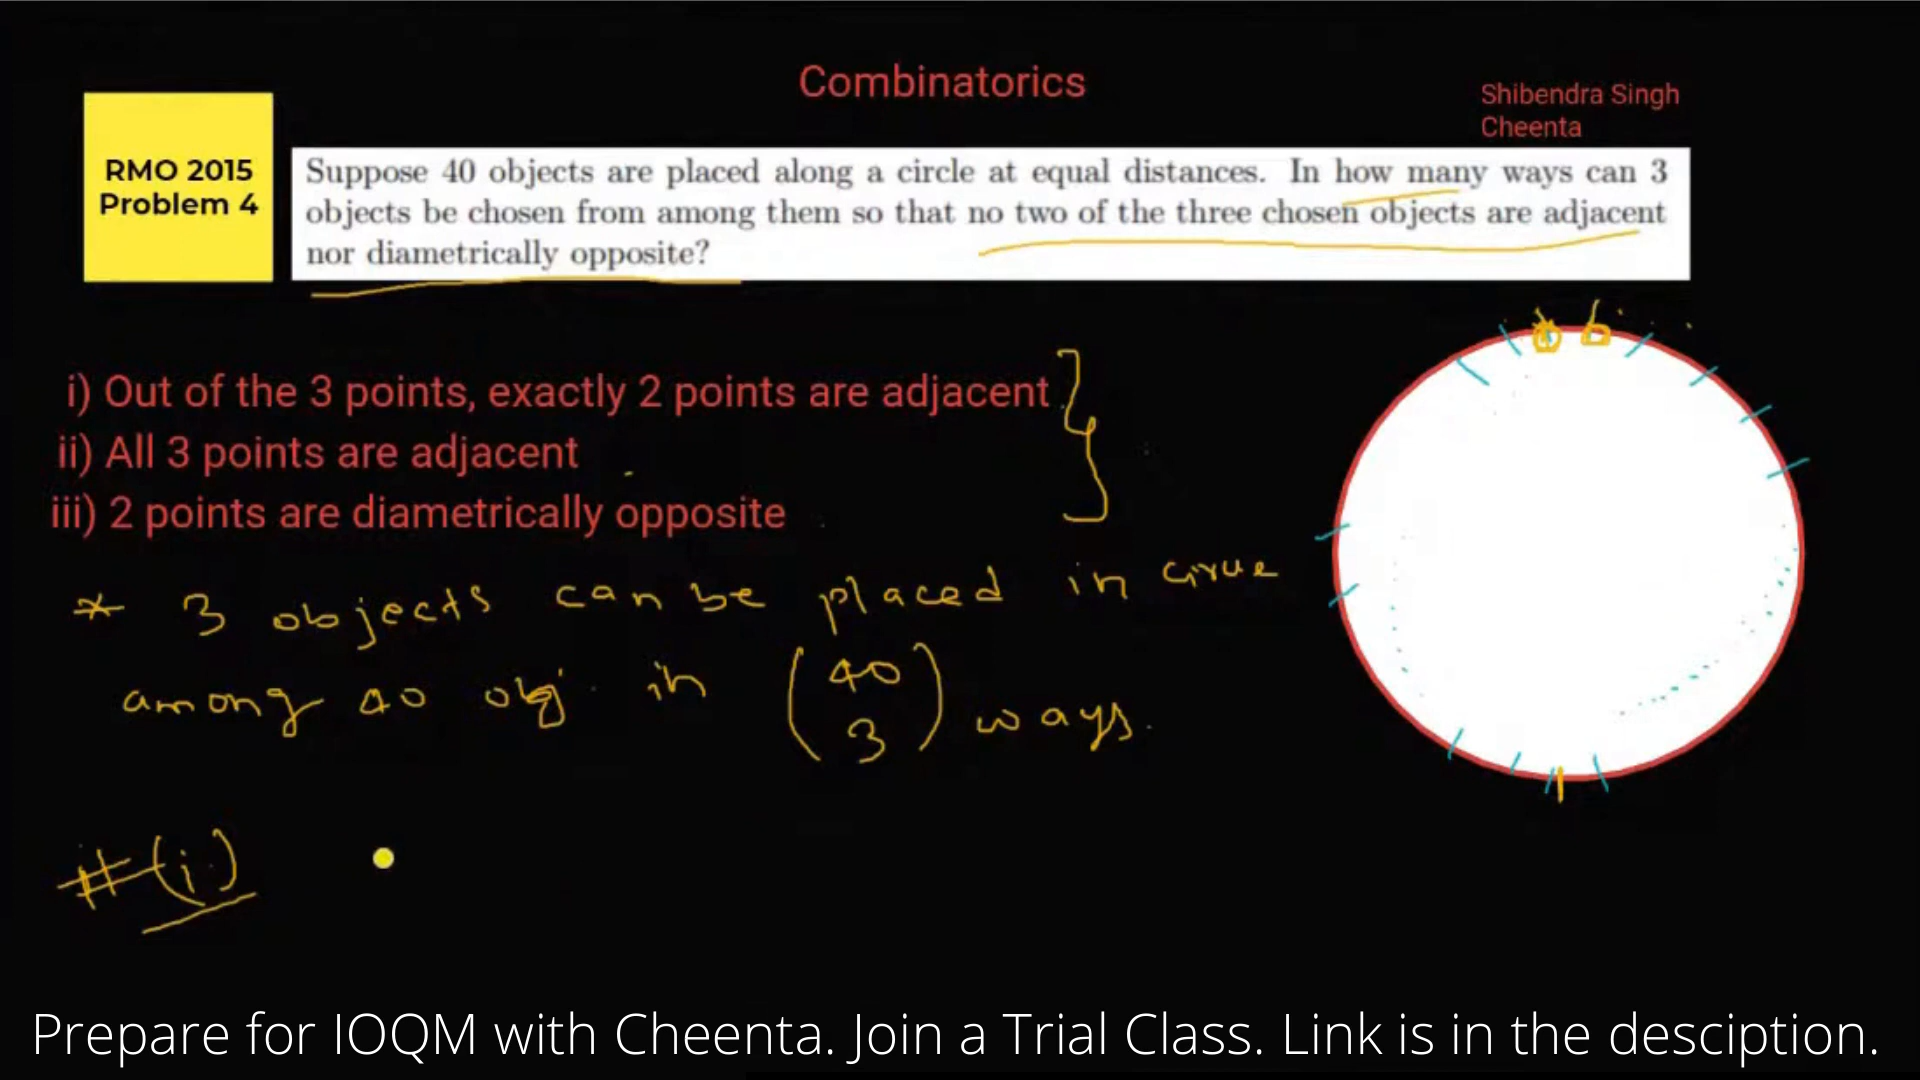 Combinatorics
Shibendra Singh
Cheenta
RMO 2015
Problem 4
Suppose 40 objects are placed along a circle at equal distances. In how many ways can 3
objects be chosen from among them so that no two of the three chosen objects are adjacent
nor diametrically opposite?
i) Out of the 3 points, exactly 2 points are adjacent
ii) All 3 points are adjacent
iii) 2 points are diametrically opposite
* 3 objects can be placed in
among 40 obj. in (40 3) ways.
#(i)
Prepare for IOQM with Cheenta. Join a Trial Class. Link is in the desciption.